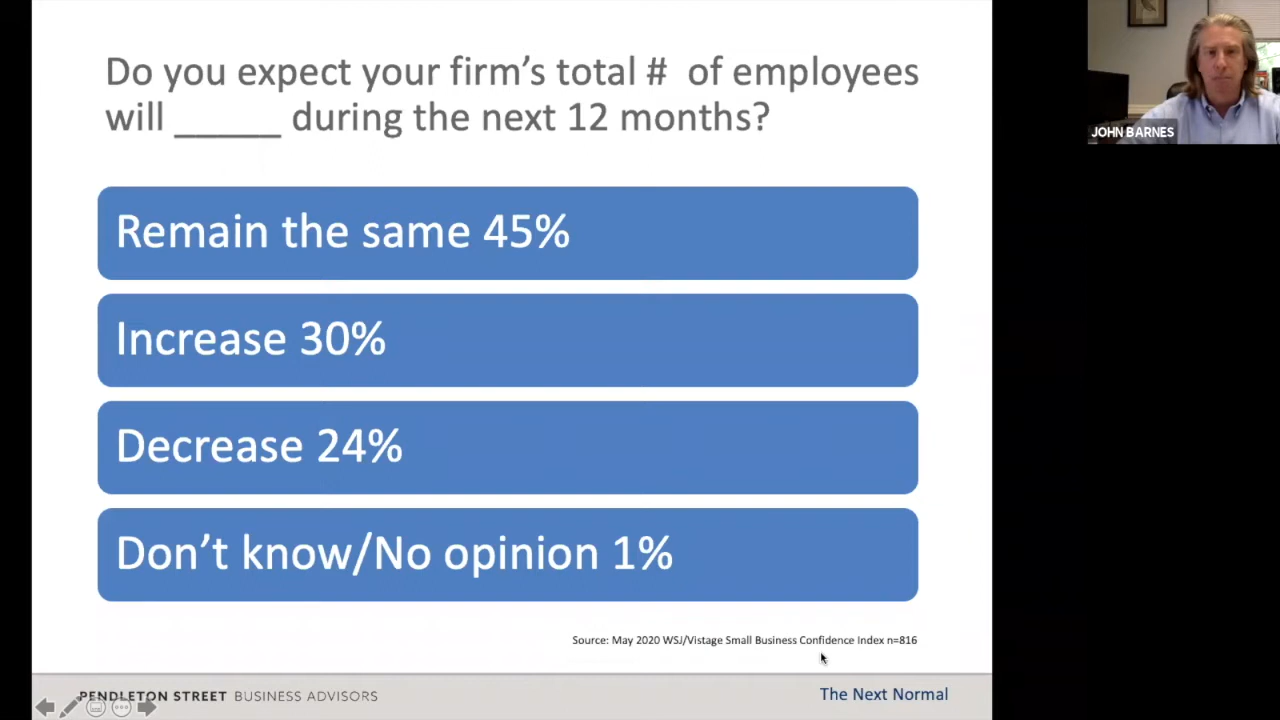 Do you expect your firm’s total # of employees
will _____ during the next 12 months?
JOHN BARNES
Remain the same 45%
Increase 30%
Decrease 24%
Don’t know/No opinion 1%
Source: May 2020 WSJ/Vistage Small Business Confidence Index n=816
PENDLETON STREET BUSINESS ADVISORS
The Next Normal